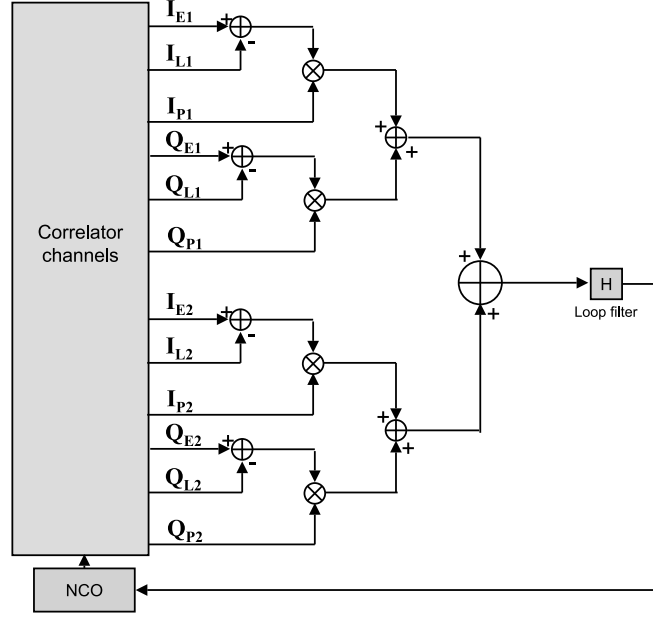 I_E1
I_L1
I_P1
Q_E1
Q_L1
Q_P1
Correlator
channels
I_E2
I_L2
I_P2
Q_E2
Q_L2
Q_P2
+
-
+
-
+
+
+
+
H
Loop filter
+
-
+
-
+
+
NCO